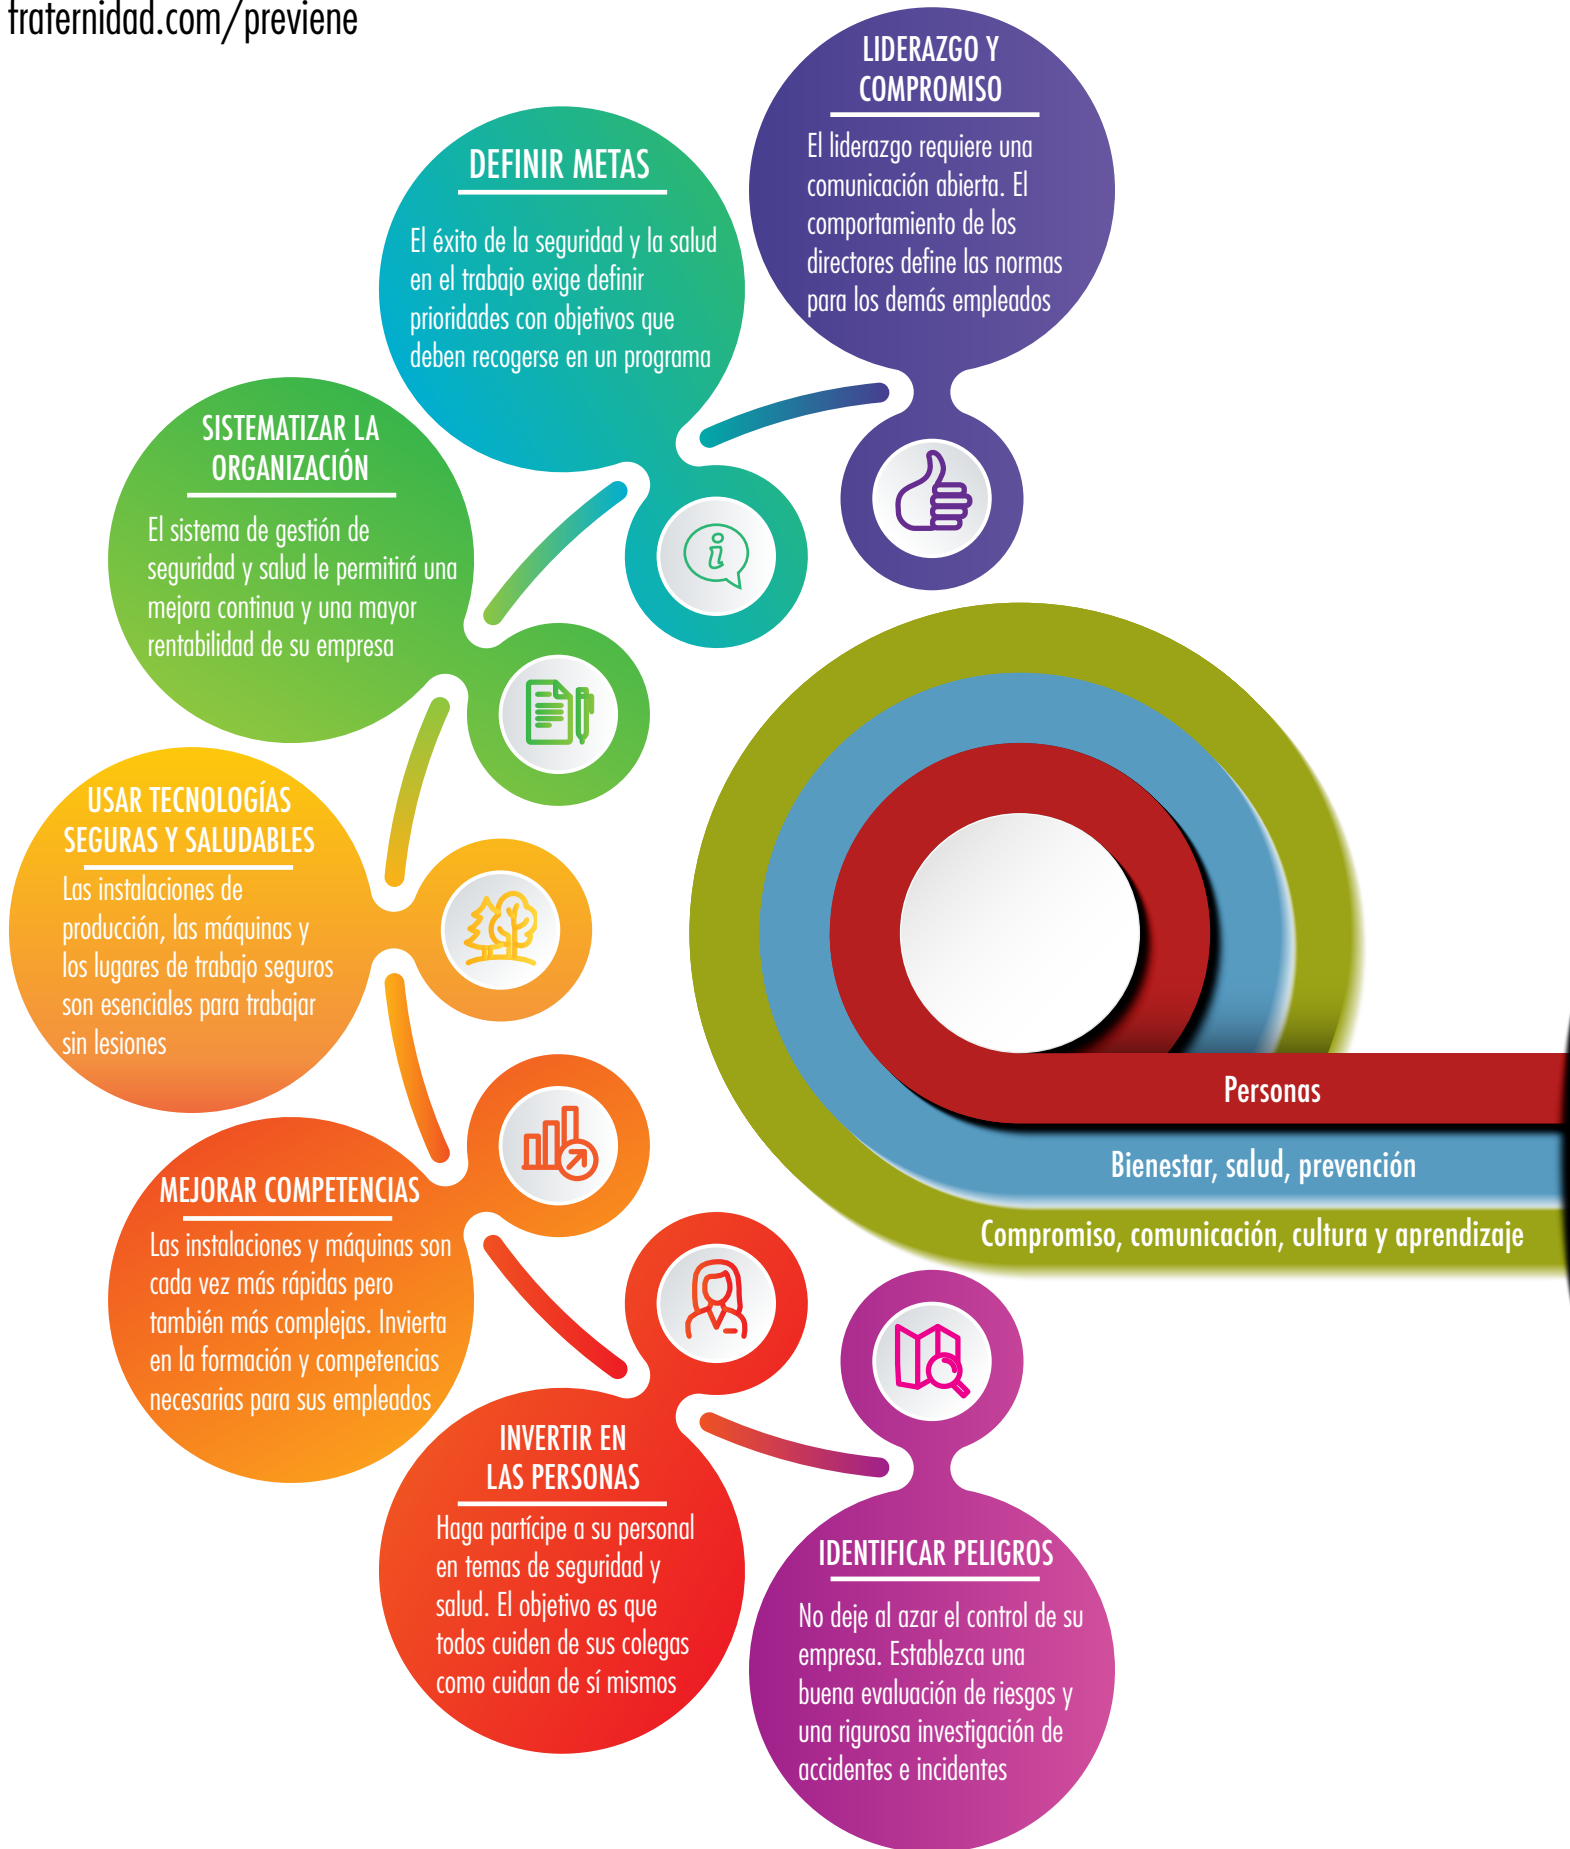 fraternidad.com/previene
LIDERAZGO Y
COMPROMISO
El liderazgo requiere una
comunicación abierta. El
comportamiento de los
directores define las normas
para los demás empleados
DEFINIR METAS
El éxito de la seguridad y la salud
en el trabajo exige definir
prioridades con objetivos que
deben recogerse en un programa
SISTEMATIZAR LA
ORGANIZACIÓN
El sistema de gestión de
seguridad y salud le permitirá una
mejora continua y una mayor
rentabilidad de su empresa
USAR TECNOLOGÍAS
SEGURAS Y SALUDABLES
Las instalaciones de
producción, las máquinas y
los lugares de trabajo seguros
son esenciales para trabajar
sin lesiones
MEJORAR COMPETENCIAS
Las instalaciones y máquinas son
cada vez más rápidas pero
también más complejas. Invierta
en la formación y competencias
necesarias para sus empleados
INVERTIR EN
LAS PERSONAS
Haga partícipe a su personal
en temas de seguridad y
salud. El objetivo es que
todos cuiden de sus colegas
como cuidan de sí mismos
IDENTIFICAR PELIGROS
No deje al azar el control de su
empresa. Establezca una
buena evaluación de riesgos y
una rigurosa investigación de
accidentes e incidentes
Personas
Bienestar, salud, prevención
Compromiso, comunicación, cultura y aprendizaje